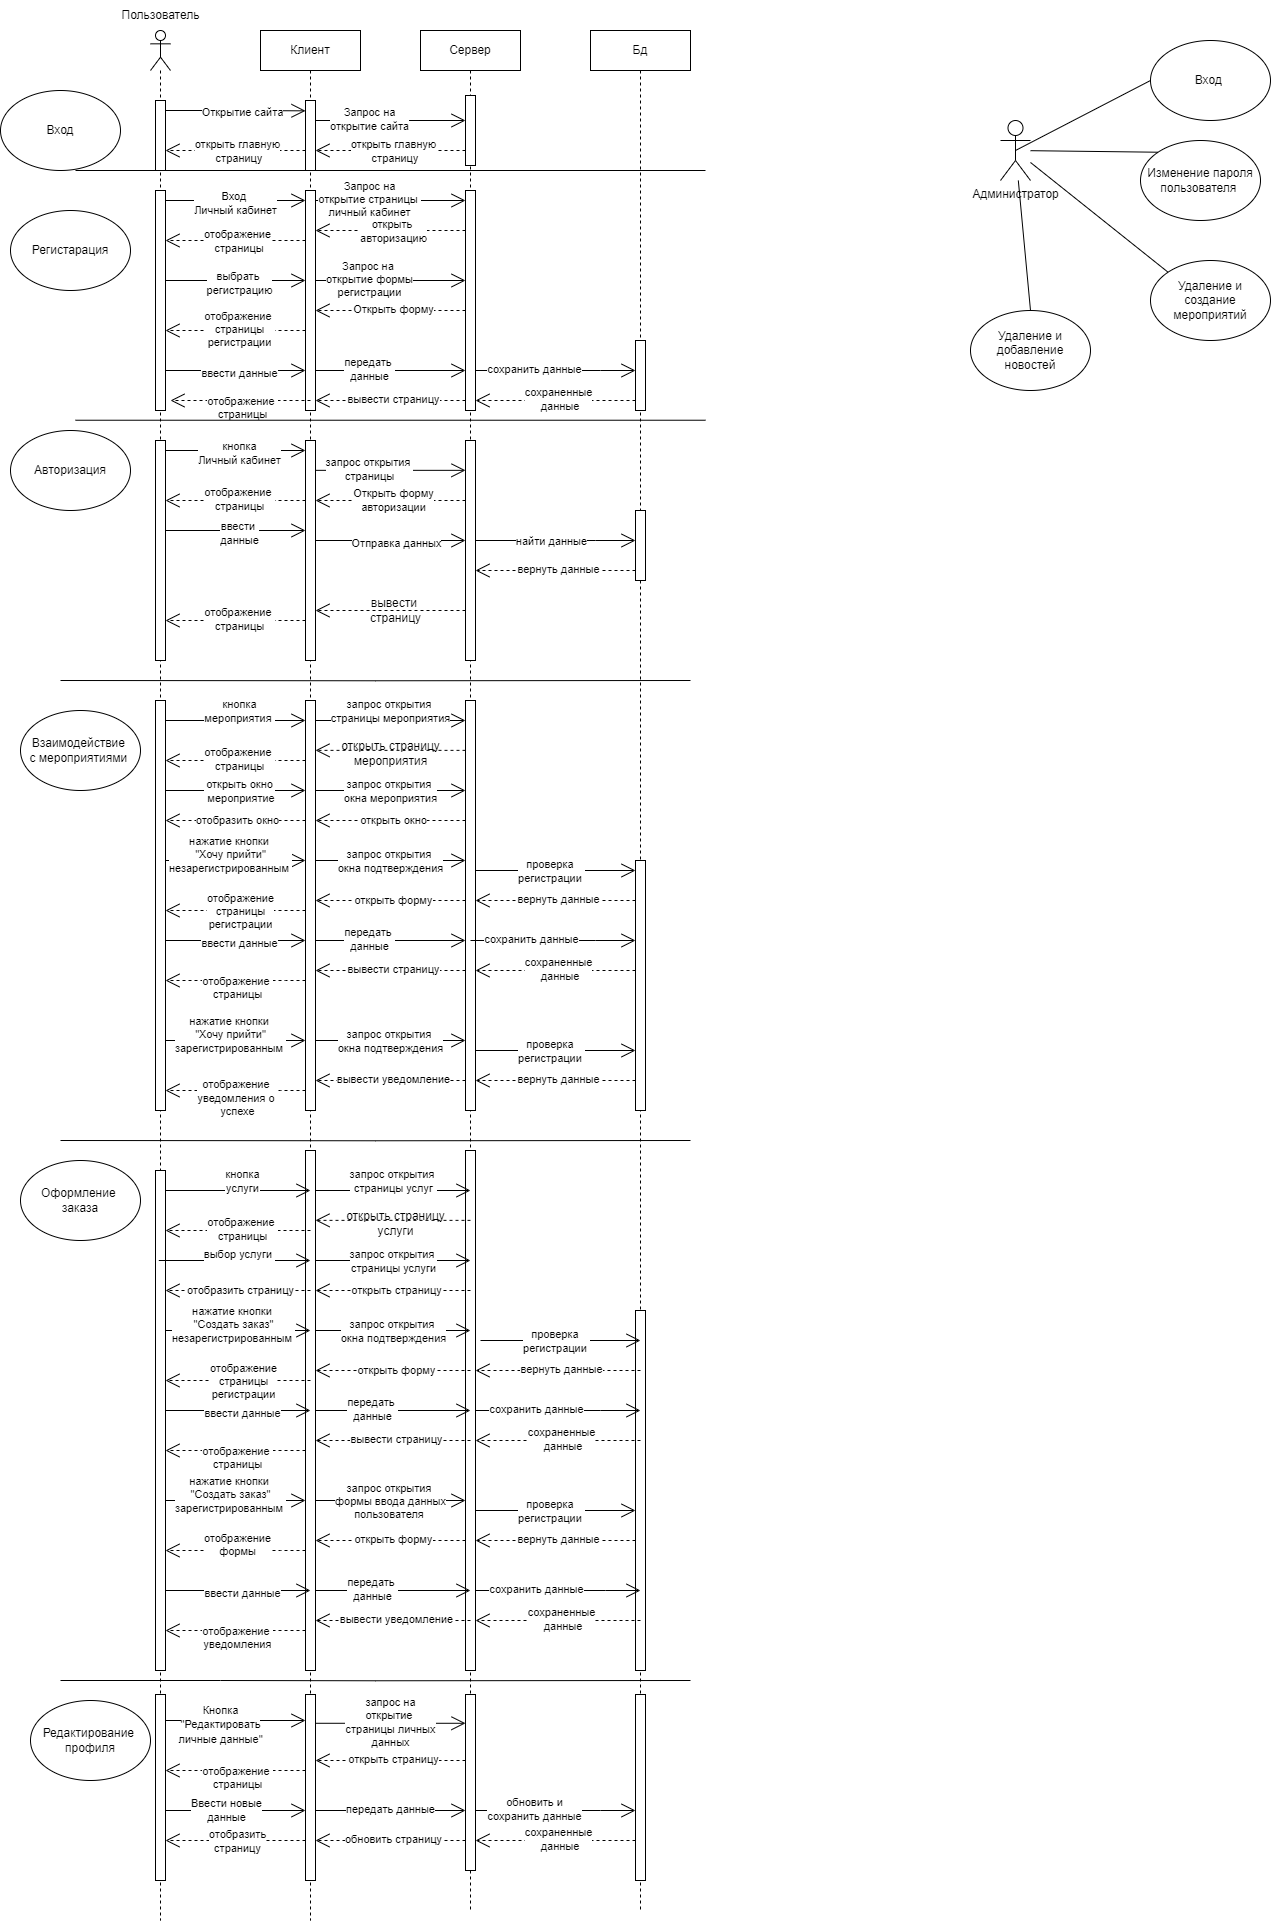 Пользователь
Клиент
Сервер
Бд
Вход
Открытие сайта
Запрос на
открытие сайта
открыть главную
страницу
открыть главную
страницу
Регистарация
Вход
Личный кабинет
Запрос на
открытие страницы
личный кабинет
открыть
авторизацию
отображение
страницы
выбрать
регистрацию
Запрос на
открытие формы
регистрации
Открыть форму
отображение
страницы
регистрации
ввести данные
передать
данные
сохранить данные
сохраненные
данные
вывести страницу
отображение
страницы
Авторизация
кнопка
Личный кабинет
запрос открытия
страницы
Открыть форму
авторизации
отображение
страницы
ввести
данные
Отправка данных
найти данные
вернуть данные
вывести
страницу
отображение
страницы
Взаимодействие
с мероприятиями
кнопка
мероприятия
запрос открытия
страницы мероприятия
открыть страницу
мероприятия
отображение
страницы
открыть окно
мероприятие
запрос открытия
окна мероприятия
открыть окно
отобразить окно
нажатие кнопки
"Хочу прийти"
незарегистрированным
запрос открытия
окна подтверждения
проверка
регистрации
вернуть данные
открыть форму
отображение
страницы
регистрации
ввести данные
передать
данные
сохранить данные
сохраненные
данные
вывести страницу
отображение
страницы
нажатие кнопки
"Хочу прийти"
зарегистрированным
запрос открытия
окна подтверждения
проверка
регистрации
вернуть данные
вывести уведомление
отображение
уведомления о
успехе
Оформление
заказа
кнопка
услуги
запрос открытия
страницы услуг
открыть страницу
услуги
отображение
страницы
выбор услуги
запрос открытия
страницы услуги
открыть страницу
отобразить страницу
нажатие кнопки
"Создать заказ"
незарегистрированным
запрос открытия
окна подтверждения
проверка
регистрации
вернуть данные
открыть форму
отображение
страницы
регистрации
ввести данные
передать
данные
сохранить данные
сохраненные
данные
вывести страницу
отображение
страницы
нажатие кнопки
"Создать заказ"
зарегистрированным
запрос открытия
формы ввода данных
пользователя
проверка
регистрации
вернуть данные
открыть форму
отображение
формы
ввести данные
передать
данные
сохранить данные
сохраненные
данные
вывести уведомление
отображение
уведомления
Редактирование
профиля
Кнопка
"Редактировать
личные данные"
запрос на
открытие
страницы личных
данных
открыть страницу
отображение
страницы
Ввести новые
данные
передать данные
обновить и
сохранить данные
сохраненные
данные
обновить страницу
отобразить
страницу
Администратор
Вход
Изменение пароля
пользователя
Удаление и
создание
мероприятий
Удаление и
добавление
новостей